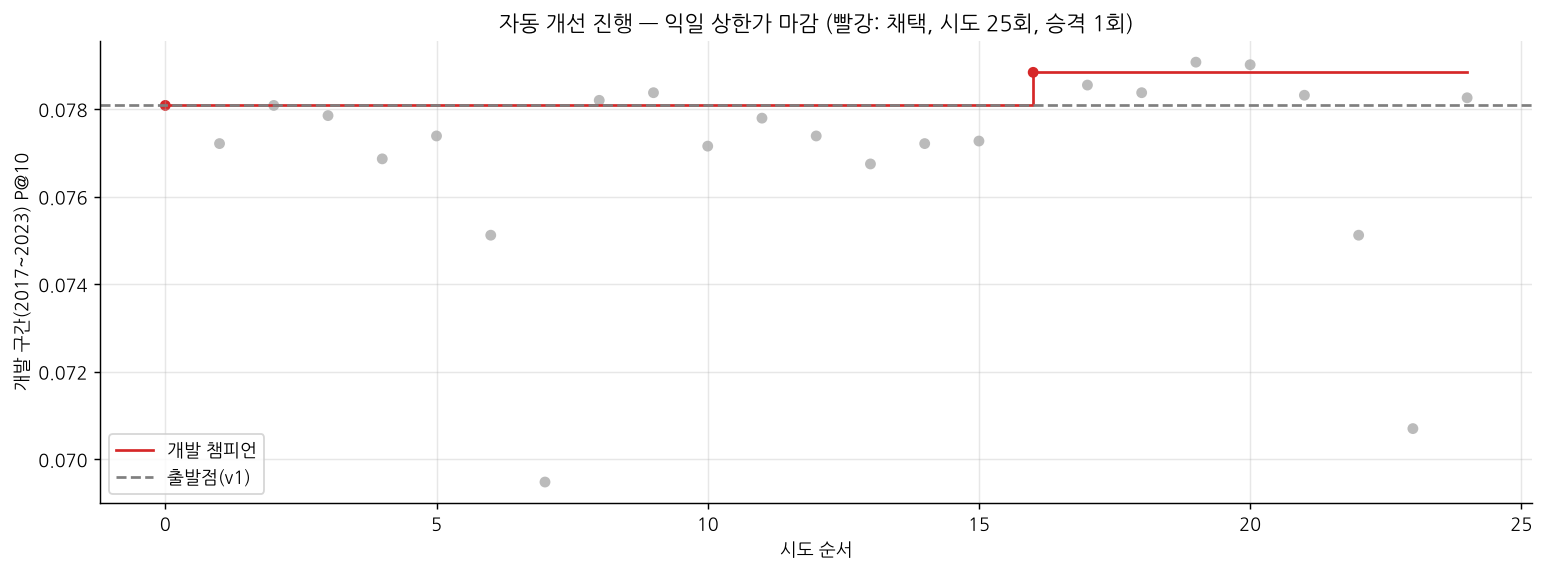 자동 개선 진행 — 익일 상한가 마감 (빨강: 채택, 시도 25회, 승격 1회)
개발 구간(2017~2023) P@10
0.078
0.076
0.074
0.072
0.070
개발 챔피언
출발점(v1)
0 5 10 15 20 25
시도 순서